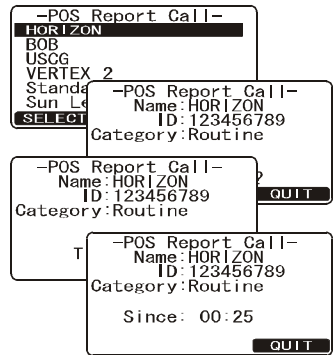 -POS Report Call-
HORIZON
BOB
USCG
VERTEX 2
Standa
Sun Le
SELECT
-POS Report Call-
Name:HORIZON
ID:123456789
Category:Routine
?
QUIT
-POS Report Call-
Name:HORIZON
ID:123456789
Category:Routine
T
-POS Report Call-
Name:HORIZON
ID:123456789
Category:Routine
Since: 00:25
QUIT